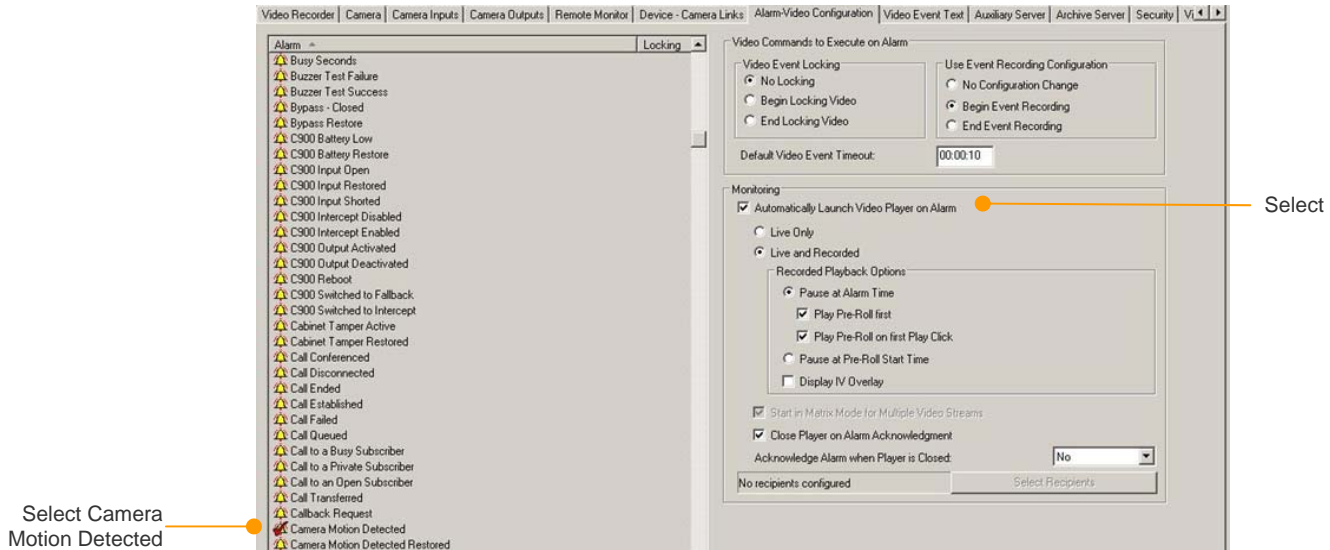 Video Recorder Camera Camera Inputs Camera Outputs Remote Monitor Device - Camera Links Alarm-Video Configuration Video Event Text Auxiliary Server Archive Server Security Vi
Alarm Locking
Busy Seconds
Buzzer Test Failure
Buzzer Test Success
Bypass - Closed
Bypass Restore
C900 Battery Low
C900 Battery Restore
C900 Input Open
C900 Input Restored
C900 Input Shorted
C900 Intercept Disabled
C900 Intercept Enabled
C900 Output Activated
C900 Output Deactivated
C900 Reboot
C900 Switched to Fallback
C900 Switched to Intercept
Cabinet Tamper Active
Cabinet Tamper Restored
Call Conferenced
Call Disconnected
Call Ended
Call Established
Call Failed
Call Queued
Call to a Busy Subscriber
Call to a Private Subscriber
Call to an Open Subscriber
Call Transferred
Callback Request
Camera Motion Detected
Camera Motion Detected Restored
Video Commands to Execute on Alarm
Video Event Locking
No Locking
Begin Locking Video
End Locking Video
Use Event Recording Configuration
No Configuration Change
Begin Event Recording
End Event Recording
Default Video Event Timeout: 00:00:10
Monitoring
Automatically Launch Video Player on Alarm
Live Only
Live and Recorded
Recorded Playback Options
Pause at Alarm Time
Play Pre-Roll first
Play Pre-Roll on first Play Click
Pause at Pre-Roll Start Time
Display IV Overlay
Start in Matrix Mode for Multiple Video Streams
Close Player on Alarm Acknowledgment
Acknowledge Alarm when Player is Closed: No
No recipients configured Select Recipients
Select
Select Camera
Motion Detected